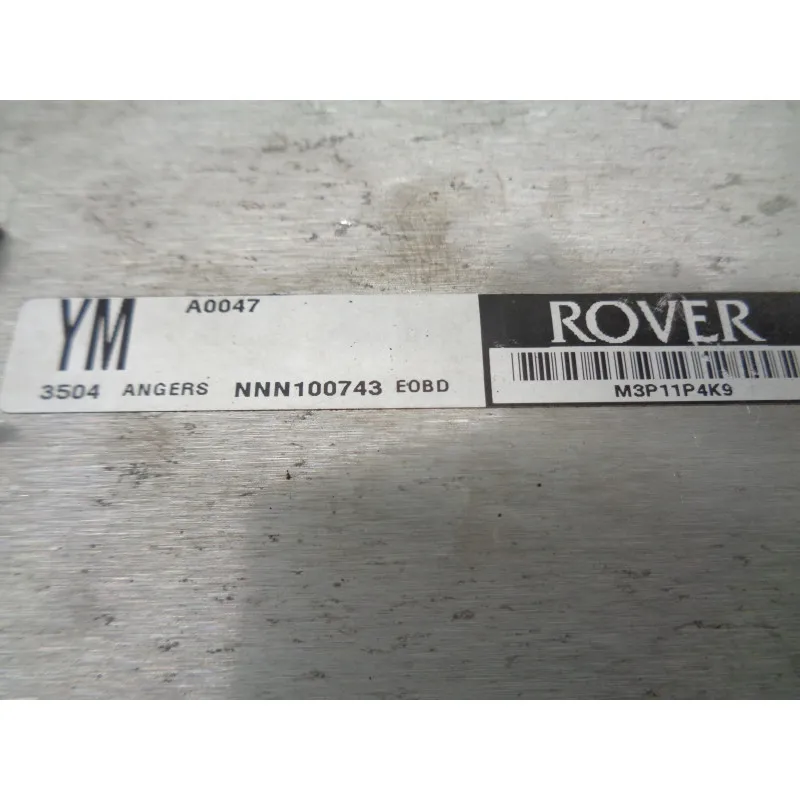 YM A0047
3504 ANGERS NNN100743 EOBD
ROVER
M3P11P4K9